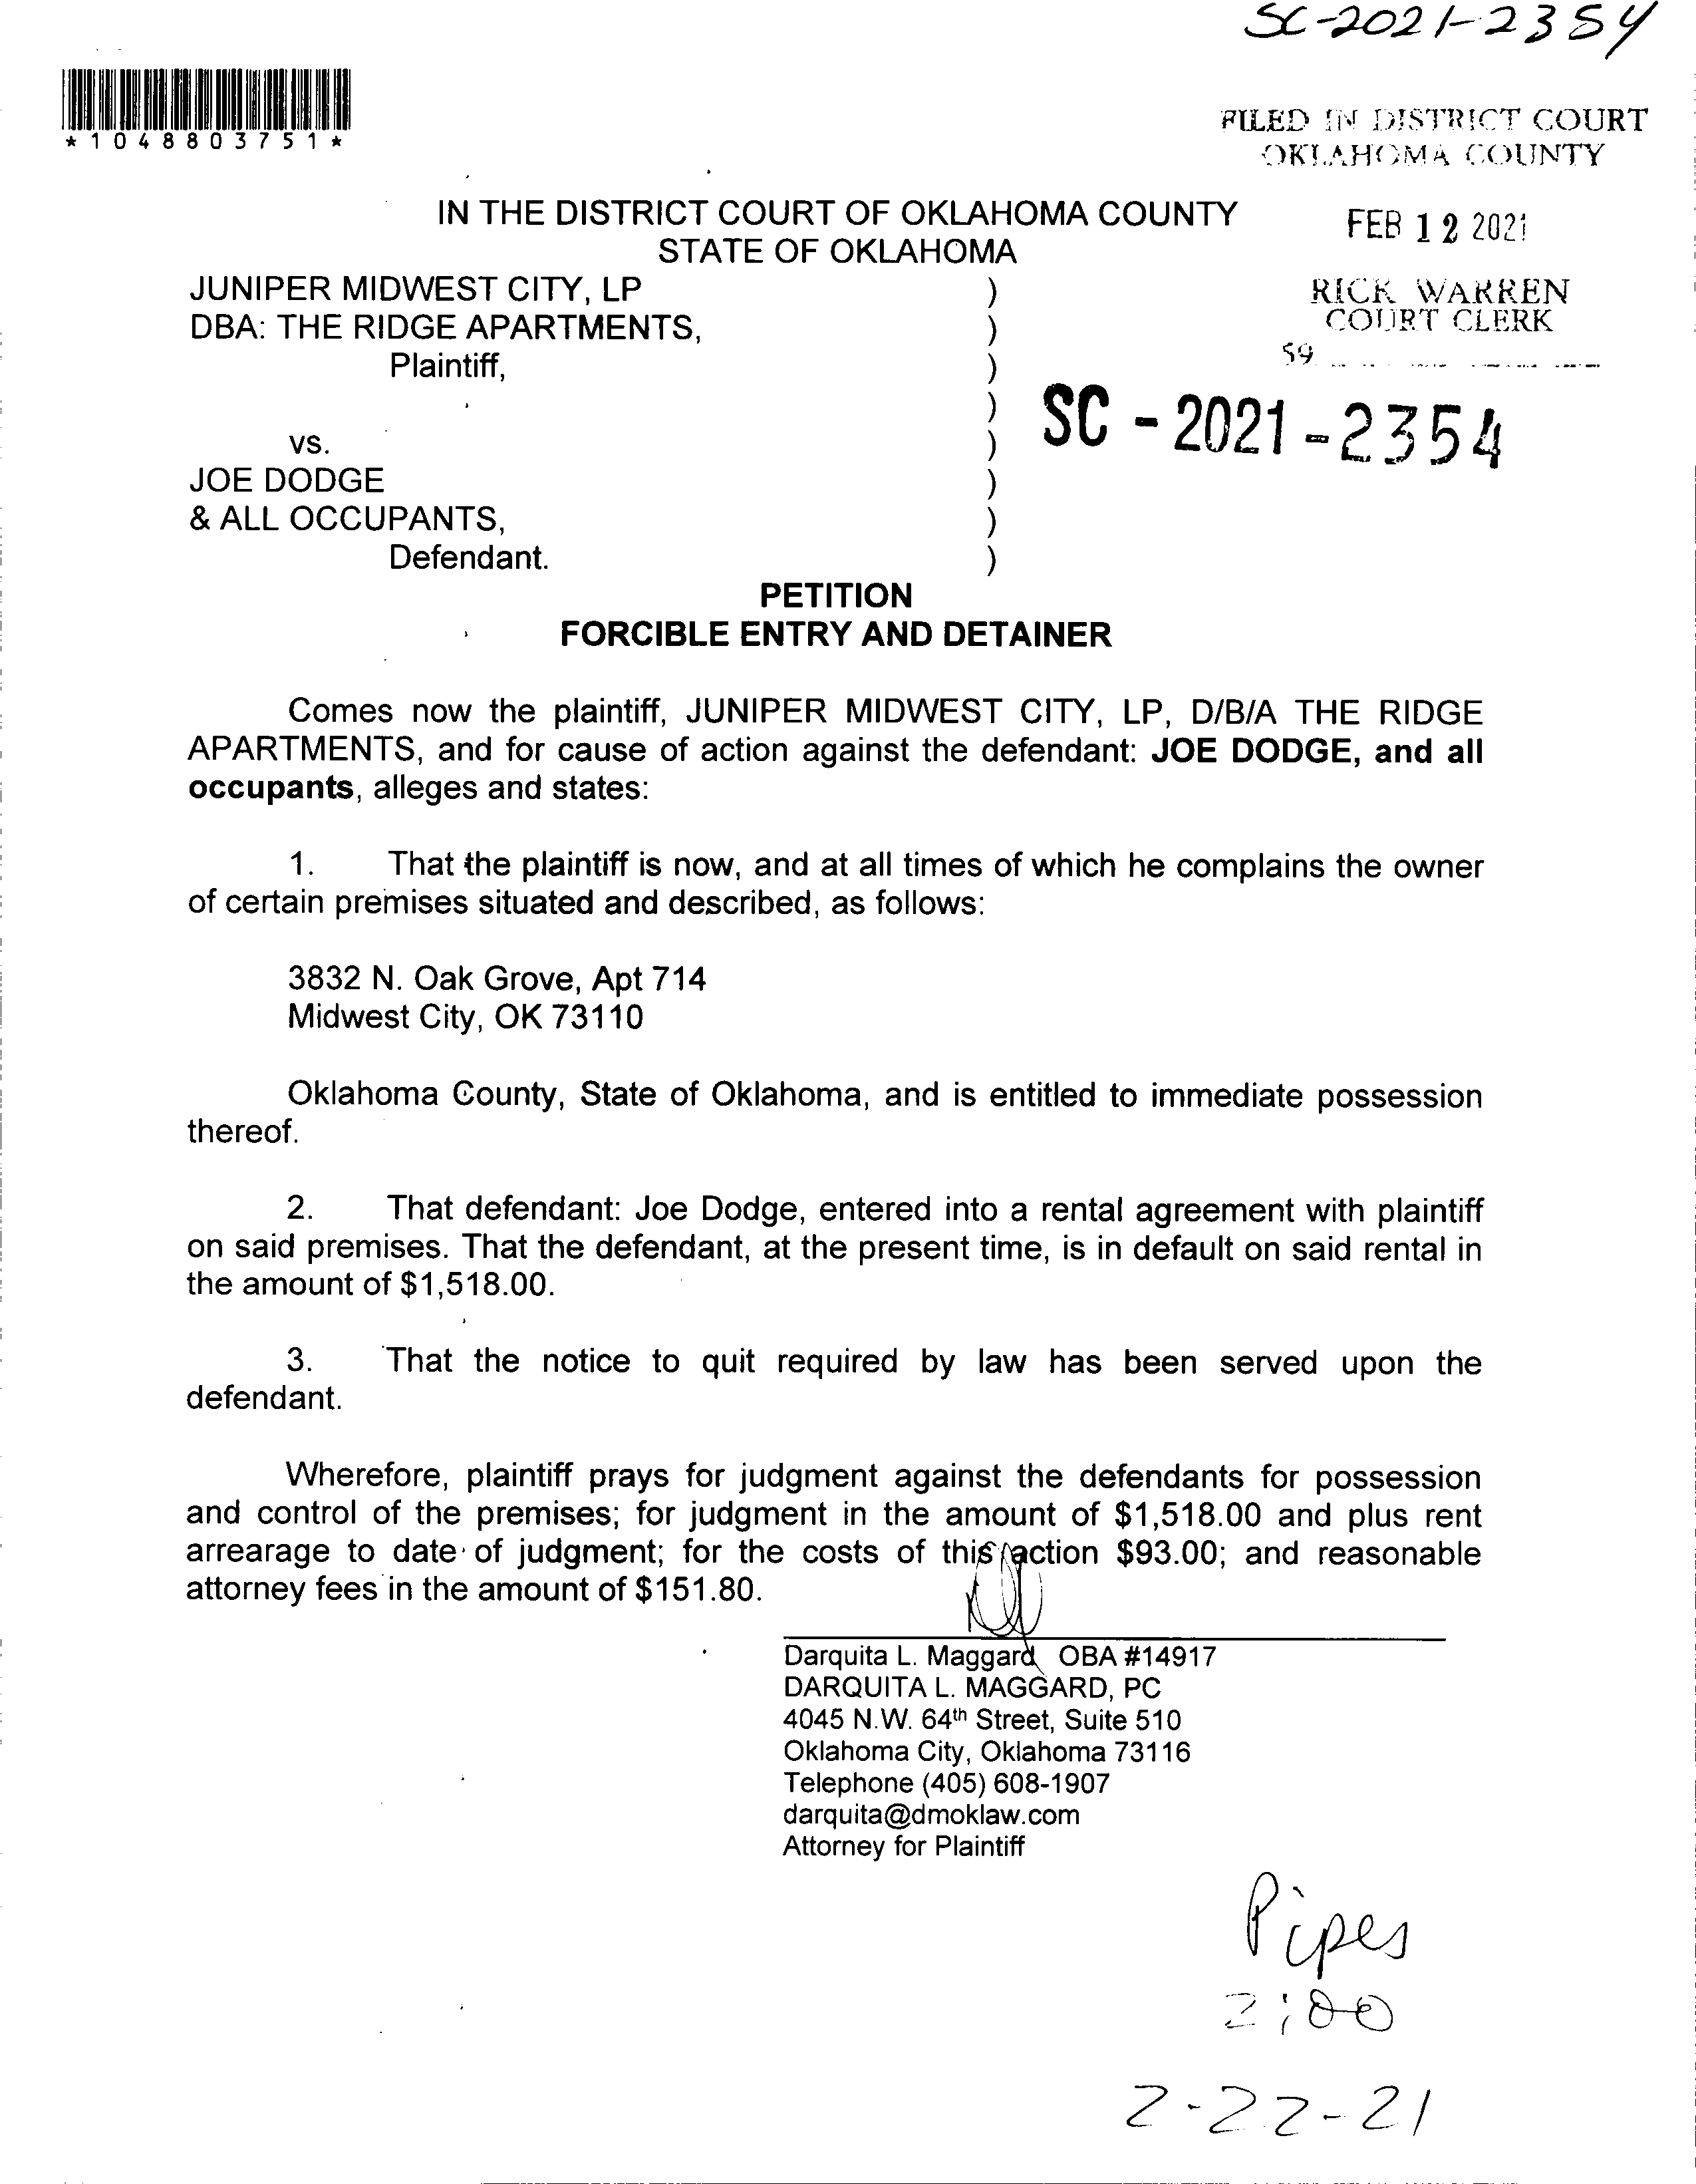 SC-2021-2354
*1048803751*
FILED IN DISTRICT COURT
OKLAHOMA COUNTY
IN THE DISTRICT COURT OF OKLAHOMA COUNTY
FEB 12 2021
STATE OF OKLAHOMA
JUNIPER MIDWEST CITY, LP )
RICK WARREN
COURT CLERK
DBA: THE RIDGE APARTMENTS, )
59
Plaintiff, )
)
SC - 2021 - 2354
vs. )
JOE DODGE )
& ALL OCCUPANTS, )
Defendant. )
PETITION
FORCIBLE ENTRY AND DETAINER
Comes now the plaintiff, JUNIPER MIDWEST CITY, LP, D/B/A THE RIDGE
APARTMENTS, and for cause of action against the defendant: JOE DODGE, and all
occupants, alleges and states:
1. That the plaintiff is now, and at all times of which he complains the owner
of certain premises situated and described, as follows:
3832 N. Oak Grove, Apt 714
Midwest City, OK 73110
Oklahoma County, State of Oklahoma, and is entitled to immediate possession
thereof.
2. That defendant: Joe Dodge, entered into a rental agreement with plaintiff
on said premises. That the defendant, at the present time, is in default on said rental in
the amount of $1,518.00.
3. That the notice to quit required by law has been served upon the
defendant.
Wherefore, plaintiff prays for judgment against the defendants for possession
and control of the premises; for judgment in the amount of $1,518.00 and plus rent
arrearage to date of judgment; for the costs of this action $93.00; and reasonable
attorney fees in the amount of $151.80.
Darquita L. Maggard OBA #14917
DARQUITA L. MAGGARD, PC
4045 N.W. 64th Street, Suite 510
Oklahoma City, Oklahoma 73116
Telephone (405) 608-1907
darquita@dmoklaw.com
Attorney for Plaintiff
Pipes
2:00
2-22-21